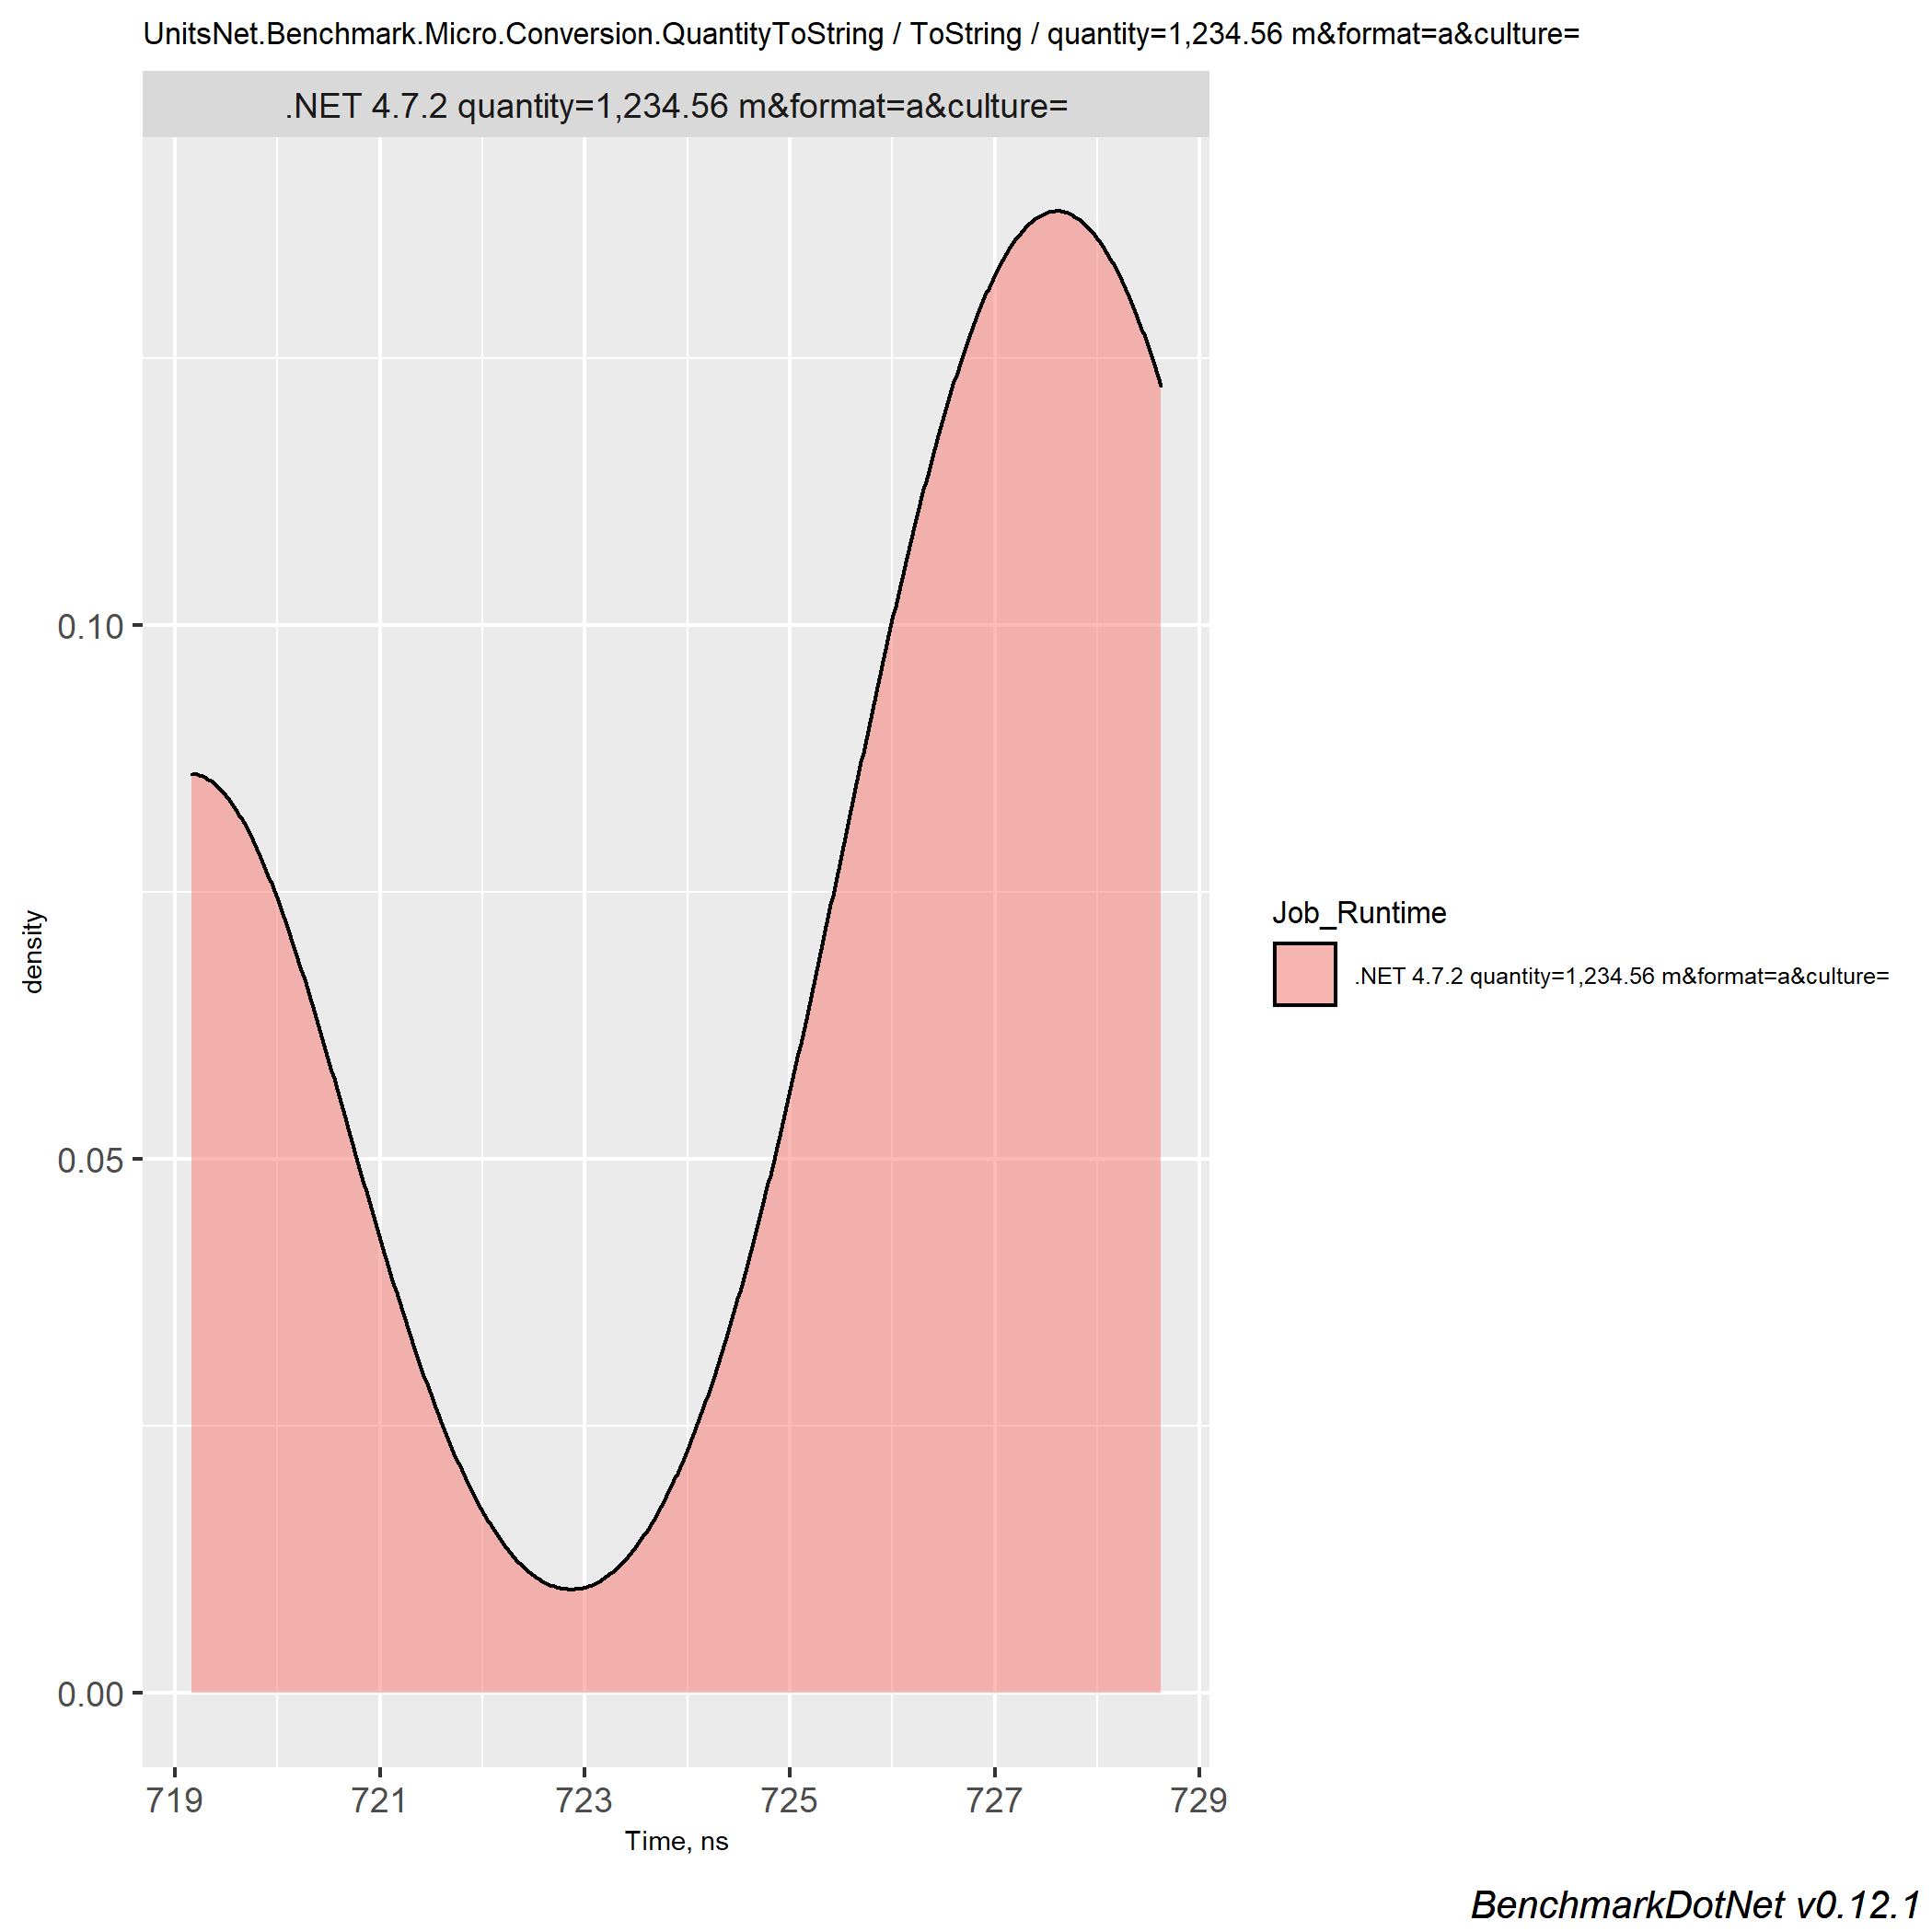 UnitsNet.Benchmark.Micro.Conversion.QuantityToString / ToString / quantity=1,234.56 m&format=a&culture=
.NET 4.7.2 quantity=1,234.56 m&format=a&culture=
0.10
0.05
0.00
density
719 721 723 725 727 729
Time, ns
Job_Runtime
.NET 4.7.2 quantity=1,234.56 m&format=a&culture=
BenchmarkDotNet v0.12.1